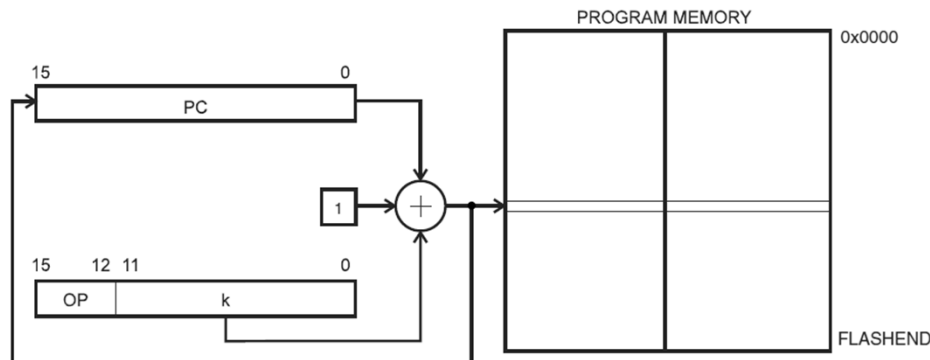 PROGRAM MEMORY
0x0000
15 0
PC
1
15 12 11 0
OP k
FLASHEND